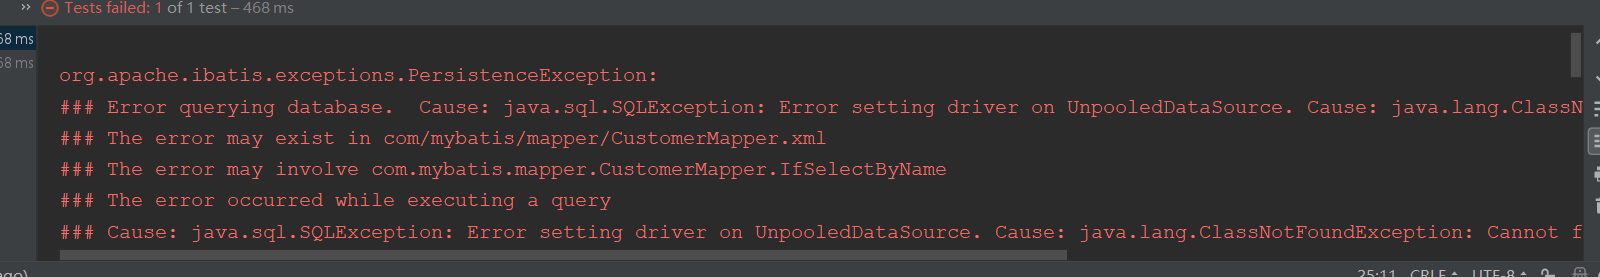 Tests failed: 1 of 1 test – 468 ms
68 ms
68 ms
org.apache.ibatis.exceptions.PersistenceException:
### Error querying database.  Cause: java.sql.SQLException: Error setting driver on UnpooledDataSource. Cause: java.lang.ClassN
### The error may exist in com/mybatis/mapper/CustomerMapper.xml
### The error may involve com.mybatis.mapper.CustomerMapper.IfSelectByName
### The error occurred while executing a query
### Cause: java.sql.SQLException: Error setting driver on UnpooledDataSource. Cause: java.lang.ClassNotFoundException: Cannot f
ago) 25:11 CRLF UTF-8